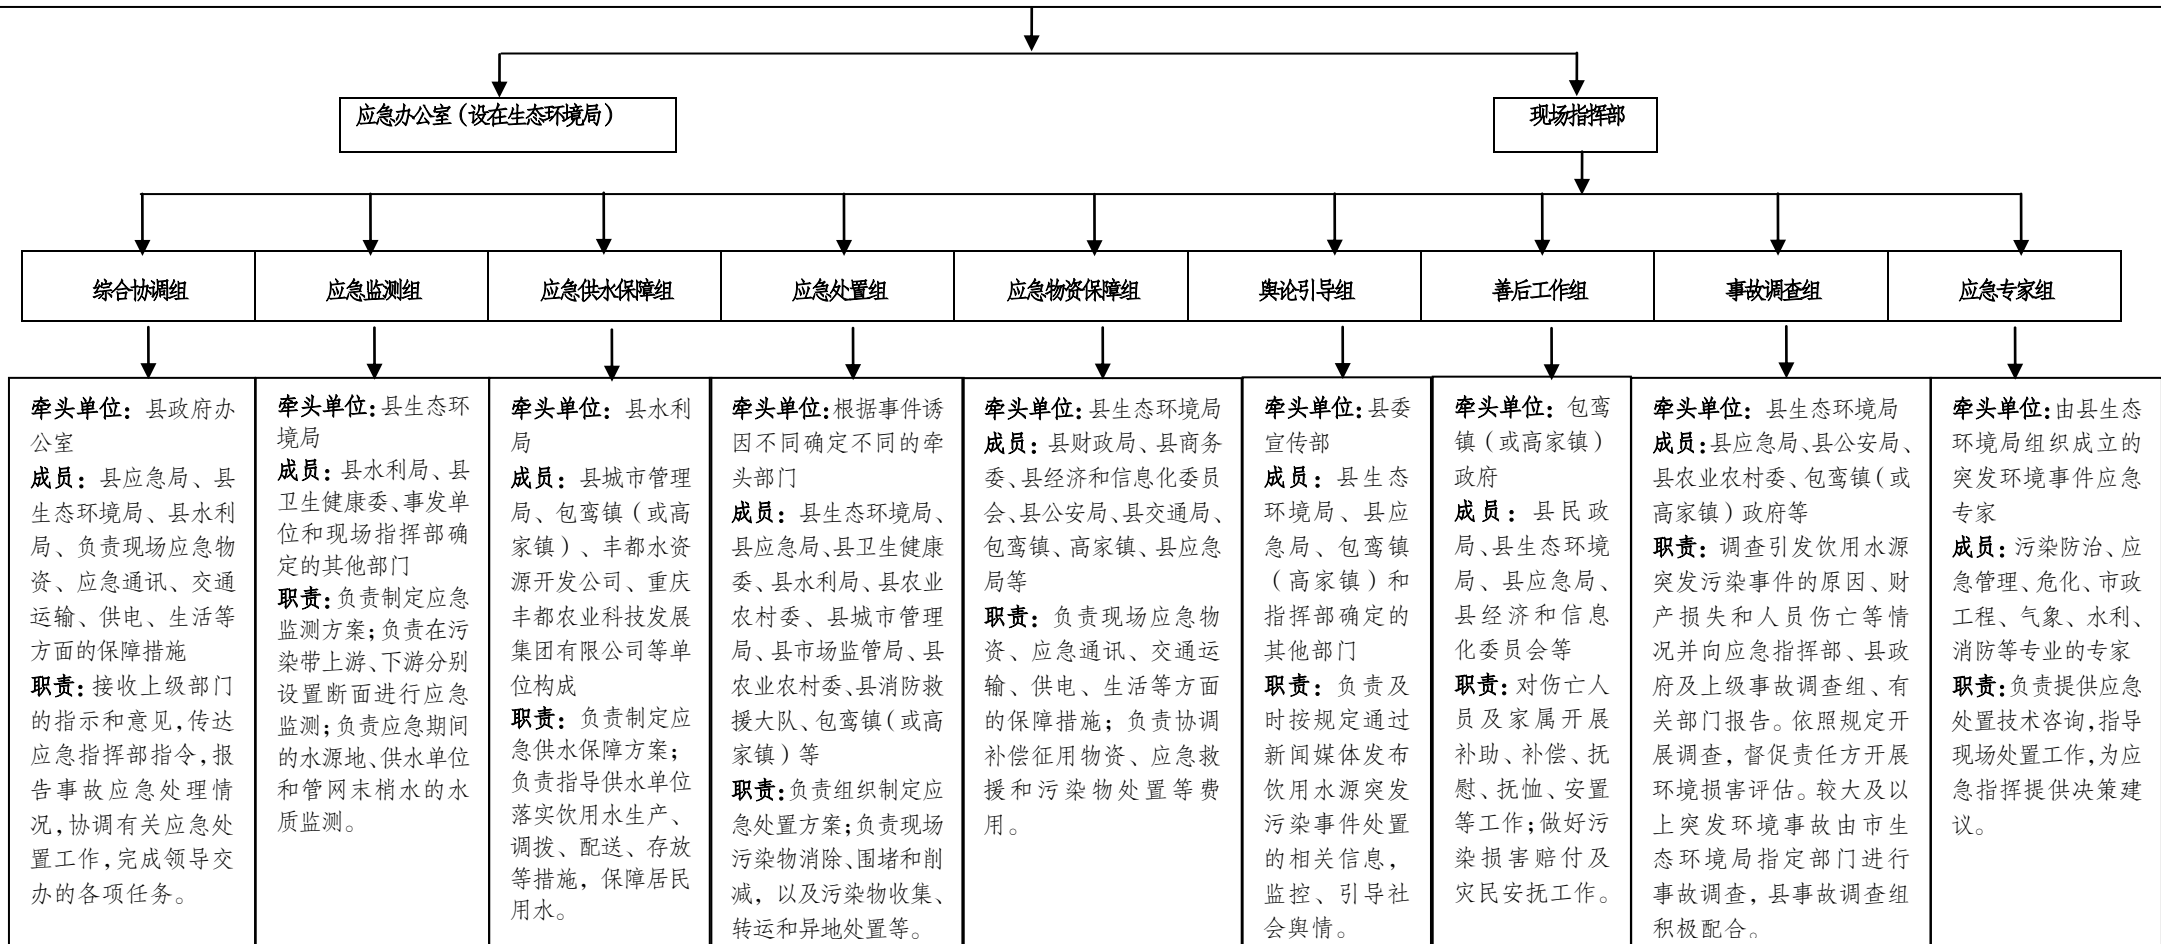 应急办公室（设在生态环境局）
现场指挥部
综合协调组
应急监测组
应急供水保障组
应急处置组
应急物资保障组
舆论引导组
善后工作组
事故调查组
应急专家组
牵头单位：县政府办
公室
成员：县应急局、县
生态环境局、县水利
局、负责现场应急物
资、应急通讯、交通
运输、供电、生活等
方面的保障措施
职责：接收上级部门
的指示和意见，传达
应急指挥部指令，报
告事故应急处理情
况，协调有关应急处
置工作，完成领导交
办的各项任务。
牵头单位：县生态环
境局
成员：县水利局、县
卫生健康委、事发单
位和现场指挥部确
定的其他部门
职责：负责制定应急
监测方案；负责在污
染带上游、下游分别
设置断面进行应急
监测；负责应急期间
的水源地、供水单位
和管网末梢水的水
质监测。
牵头单位：县水利
局
成员：县城市管理
局、包鸾镇（或高
家镇）、丰都水资
源开发公司、重庆
丰都农业科技发展
集团有限公司等单
位构成
职责：负责制定应
急供水保障方案；
负责指导供水单位
落实饮用水生产、
调拨、配送、存放
等措施，保障居民
用水。
牵头单位：根据事件诱
因不同确定不同的牵
头部门
成员：县生态环境局、
县应急局、县卫生健康
委、县水利局、县农业
农村委、县城市管理
局、县市场监管局、县
农业农村委、县消防救
援大队、包鸾镇（或高
家镇）等
职责：负责组织制定应
急处置方案；负责现场
污染物消除、围堵和削
减，以及污染物收集、
转运和异地处置等。
牵头单位：县生态环境局
成员：县财政局、县商务
委、县经济和信息化委员
会、县公安局、县交通局、
包鸾镇、高家镇、县应急
局等
职责：负责现场应急物
资、应急通讯、交通运
输、供电、生活等方面
的保障措施；负责协调
补偿征用物资、应急救
援和污染物处置等费
用。
牵头单位：县委
宣传部
成员：县生态
环境局、县应
急局、包鸾镇
（高家镇）和
指挥部确定的
其他部门
职责：负责及
时按规定通过
新闻媒体发布
饮用水源突发
污染事件处置
的相关信息，
监控、引导社
会舆情。
牵头单位：包鸾
镇（或高家镇）
政府
成员：县民政
局、县生态环境
局、县应急局、
县经济和信息
化委员会等
职责：对伤亡人
员及家属开展
补助、补偿、抚
慰、抚恤、安置
等工作；做好污
染损害赔付及
灾民安抚工作。
牵头单位：县生态环境局
成员：县应急局、县公安局、
县农业农村委、包鸾镇（或
高家镇）政府等
职责：调查引发饮用水源
突发污染事件的原因、财
产损失和人员伤亡等情
况并向应急指挥部、县政
府及上级事故调查组、有
关部门报告。依照规定开
展调查，督促责任方开展
环境损害评估。较大及以
上突发环境事故由市生
态环境局指定部门进行
事故调查，县事故调查组
积极配合。
牵头单位：由县生态
环境局组织成立的
突发环境事件应急
专家
成员：污染防治、应
急管理、危化、市政
工程、气象、水利、
消防等专业的专家
职责：负责提供应急
处置技术咨询，指导
现场处置工作，为应
急指挥提供决策建
议。